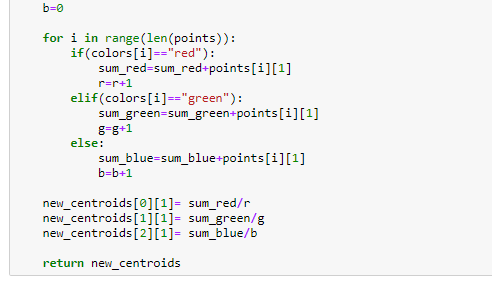 b=0
for i in range(len(points)):
if(colors[i]=="red"):
sum_red=sum_red+points[i][1]
r=r+1
elif(colors[i]=="green"):
sum_green=sum_green+points[i][1]
g=g+1
else:
sum_blue=sum_blue+points[i][1]
b=b+1
new_centroids[0][1]= sum_red/r
new_centroids[1][1]= sum_green/g
new_centroids[2][1]= sum_blue/b
return new_centroids